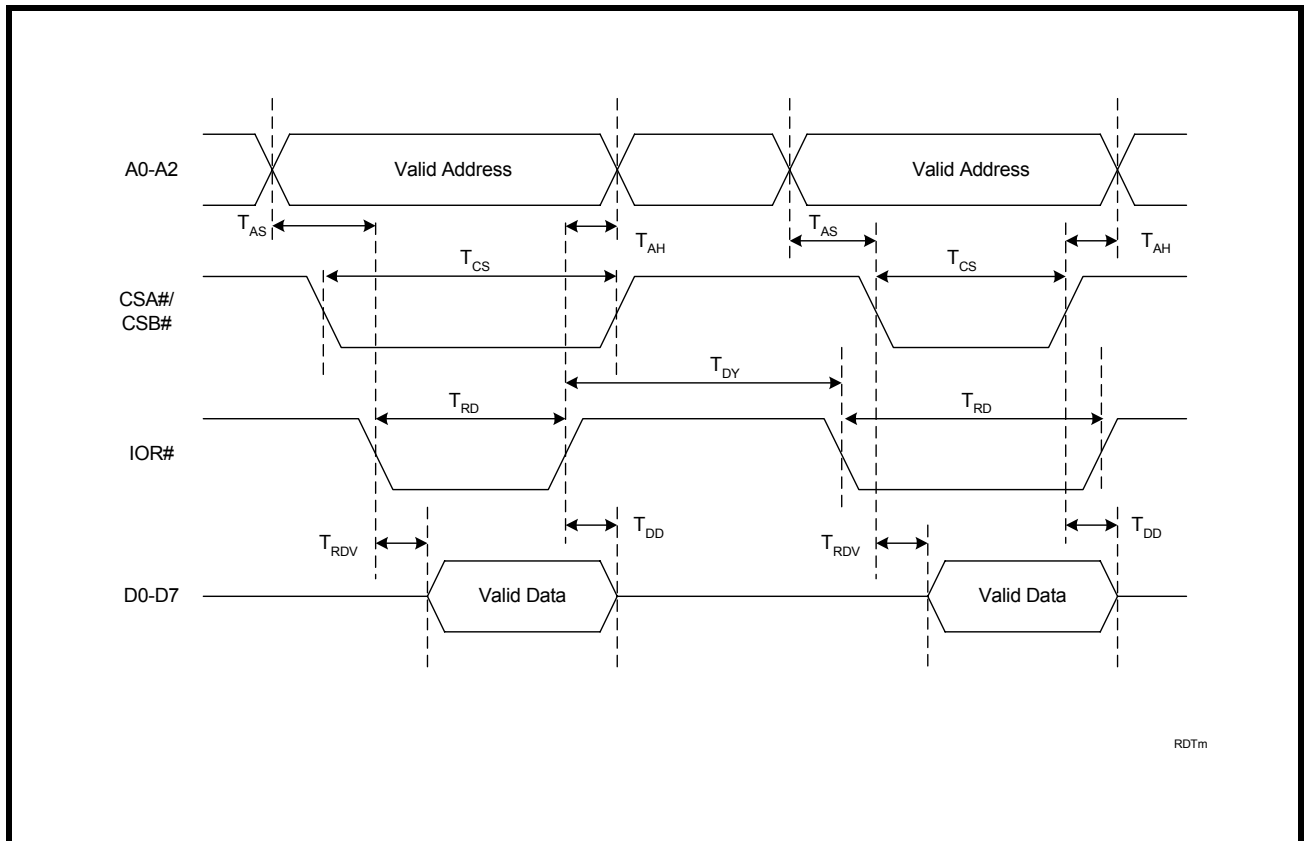 A0-A2
Valid Address
Valid Address
TAS
TAH
TAS
TAH
TCS
TCS
CSA#/
CSB#
TDY
TRD
TRD
IOR#
TRDV
TDD
TRDV
TDD
D0-D7
Valid Data
Valid Data
RDTm